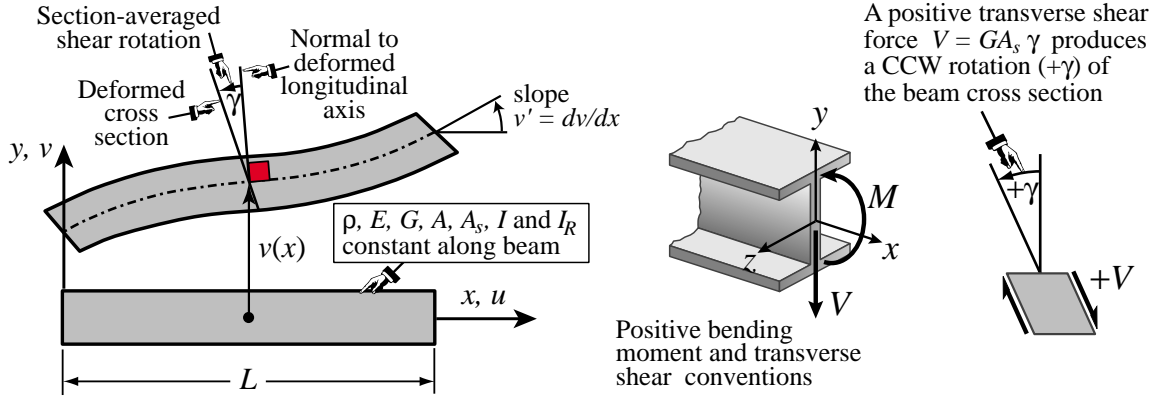 Section-averaged
shear rotation
Normal to
deformed
longitudinal
axis
Deformed
cross
section
γ
slope
v' = dv/dx
y, v
v(x)
ρ, E, G, A, Aₛ, I and I_R
constant along beam
x, u
L
y
M
x
z
V
Positive bending
moment and transverse
shear conventions
A positive transverse shear
force V = GAₛ γ produces
a CCW rotation (+γ) of
the beam cross section
+γ
+V